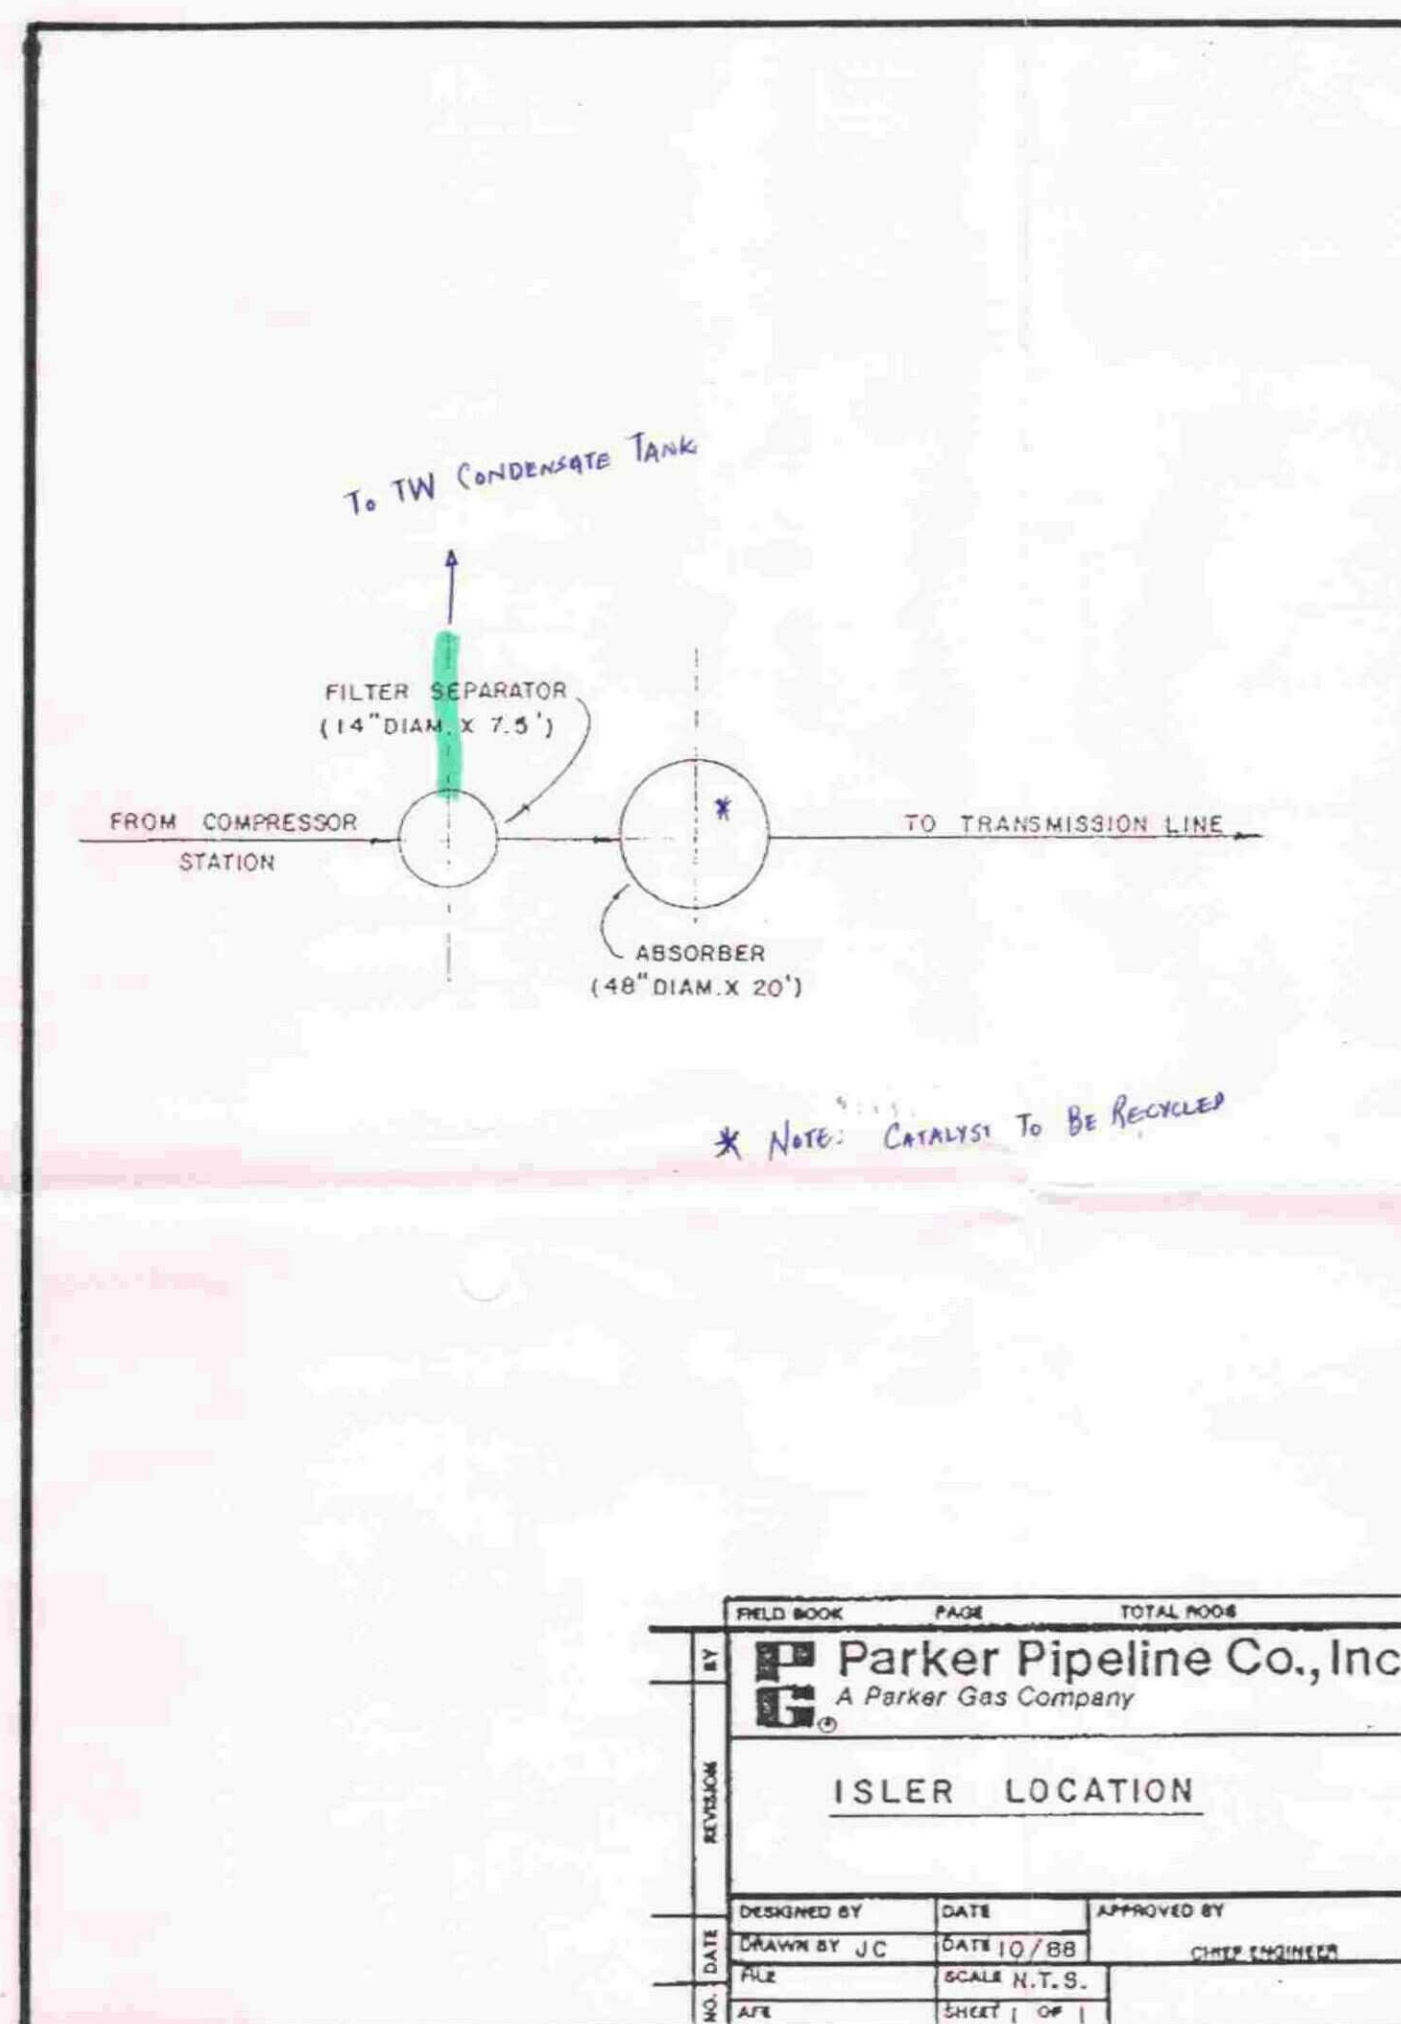 To TW CONDENSATE TANK
FILTER SEPARATOR
(14" DIAM. X 7.5')
FROM COMPRESSOR
STATION
*
TO TRANSMISSION LINE
ABSORBER
(48" DIAM. X 20')
* NOTE: CATALYST TO BE RECYCLED
FIELD BOOK PAGE TOTAL RODS
BY
PG® Parker Pipeline Co., Inc
A Parker Gas Company
REVISION
ISLER LOCATION
DESIGNED BY DATE APPROVED BY
DATE
DRAWN BY JC DATE 10/88 CHIEF ENGINEER
FILE SCALE N.T.S.
NO.
AFE SHEET 1 OF 1